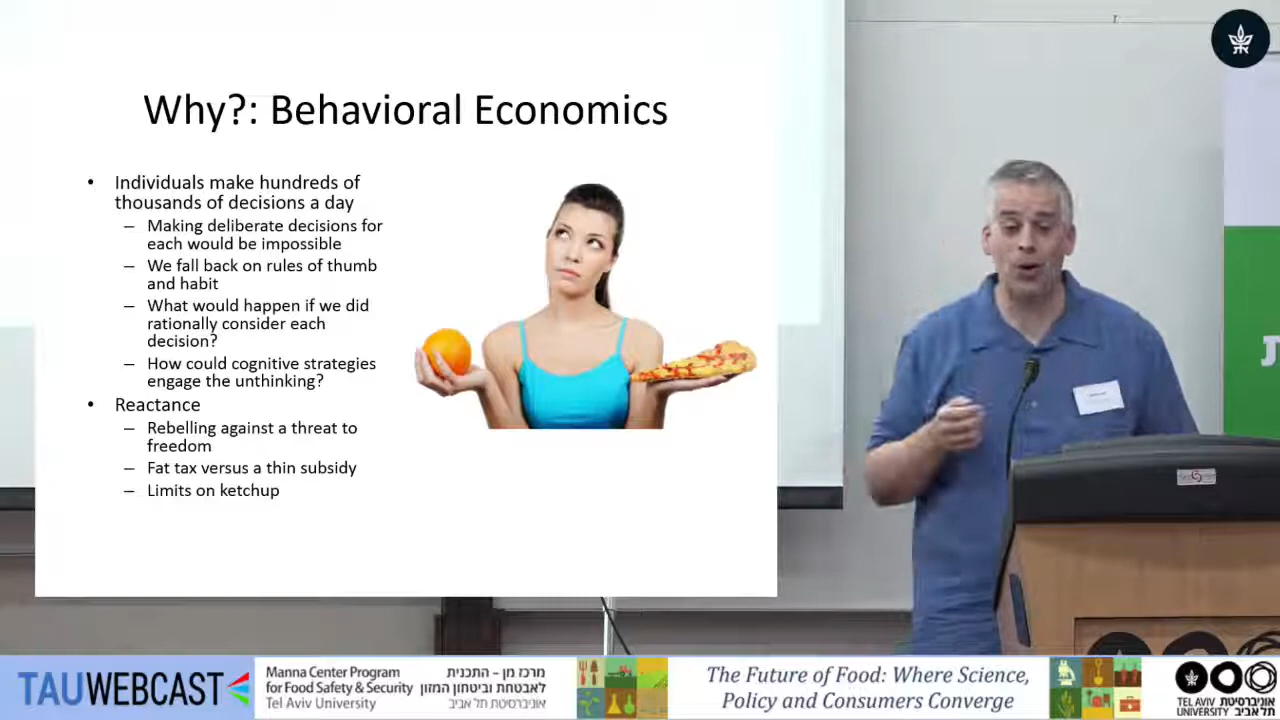 Why?: Behavioral Economics
• Individuals make hundreds of
thousands of decisions a day
– Making deliberate decisions for
each would be impossible
– We fall back on rules of thumb
and habit
– What would happen if we did
rationally consider each
decision?
– How could cognitive strategies
engage the unthinking?
• Reactance
– Rebelling against a threat to
freedom
– Fat tax versus a thin subsidy
– Limits on ketchup
TAUWEBCAST
Manna Center Program
for Food Safety & Security
Tel Aviv University
מרכז מן – התכנית
לאבטחת וביטחון המזון
אוניברסיטת תל אביב
The Future of Food: Where Science,
Policy and Consumers Converge
TEL AVIV אוניברסיטת
UNIVERSITY תל אביב